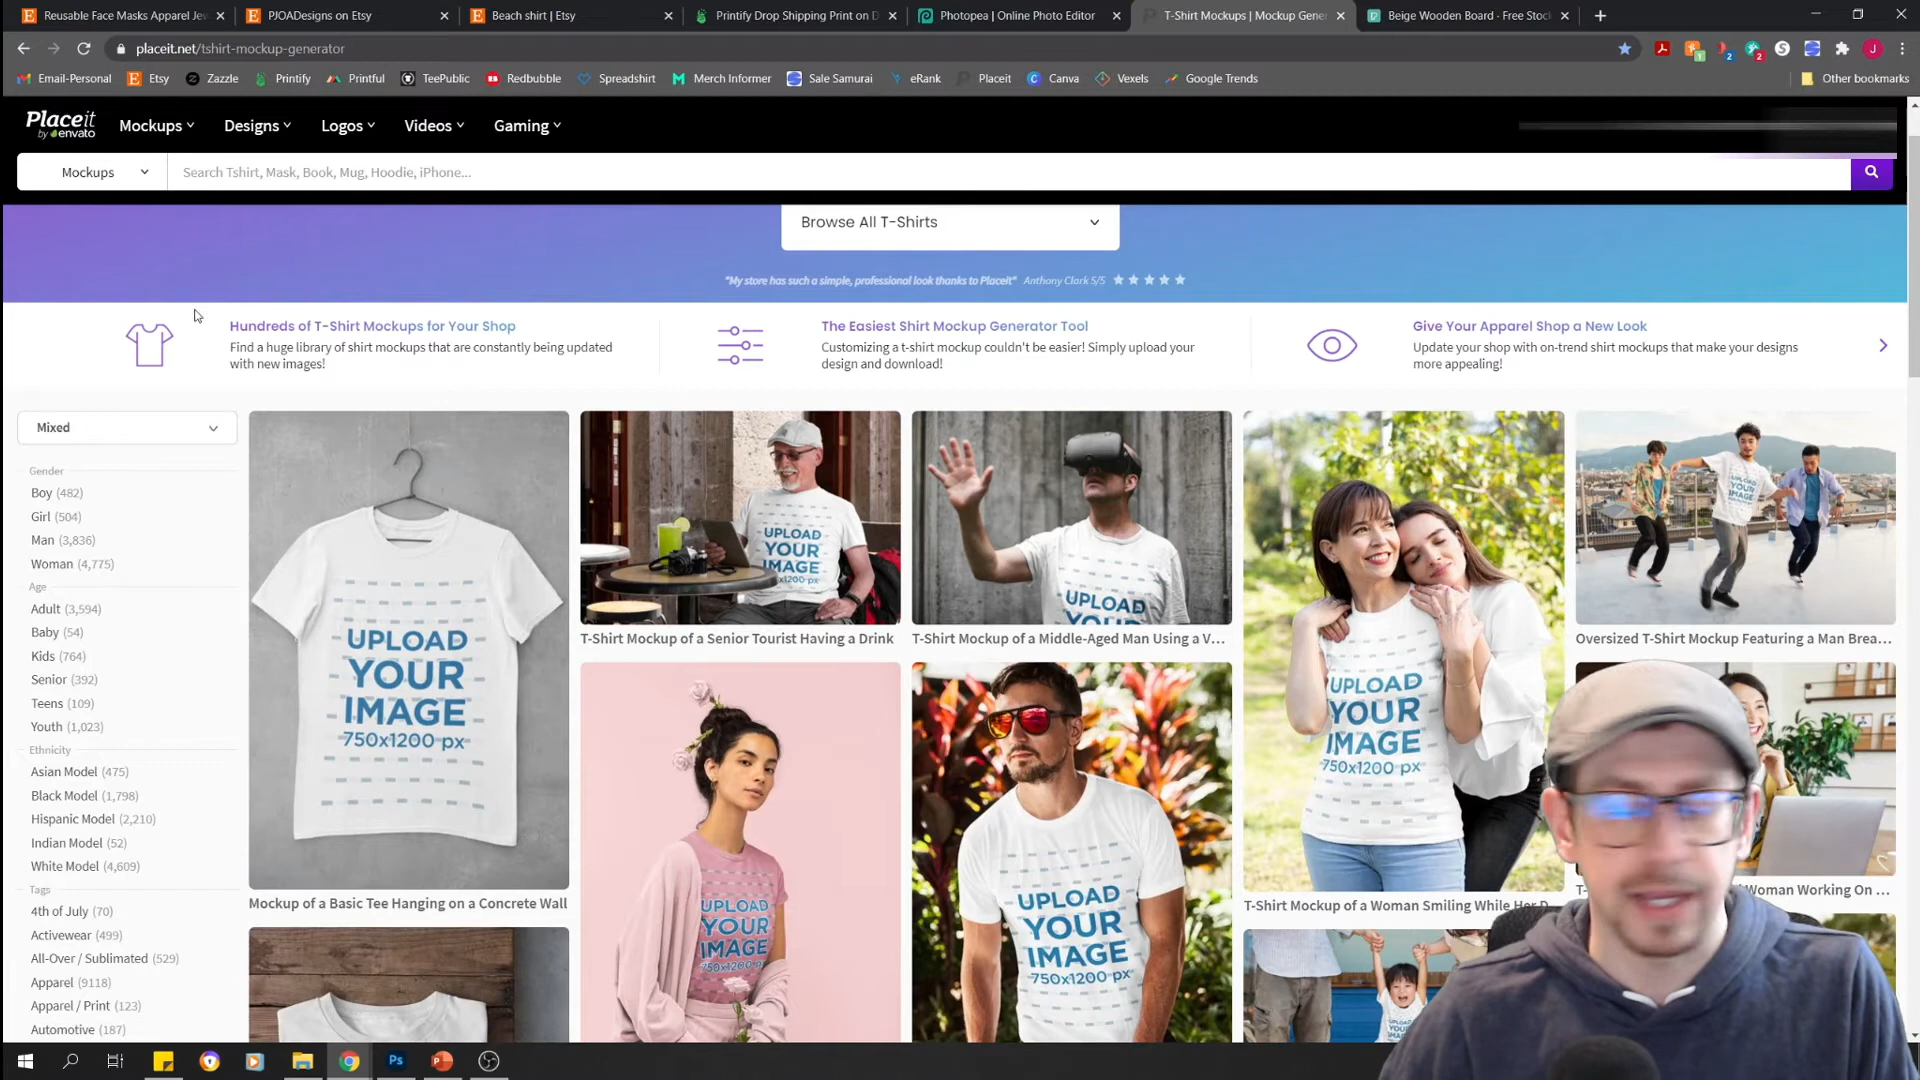 Reusable Face Masks Apparel Jew
PJOADesigns on Etsy
Beach shirt | Etsy
Printify Drop Shipping Print on D
Photopea | Online Photo Editor
T-Shirt Mockups | Mockup Gener
Beige Wooden Board - Free Stoc
placeit.net/tshirt-mockup-generator
Email-Personal
Etsy
Zazzle
Printify
Printful
TeePublic
Redbubble
Spreadshirt
Merch Informer
Sale Samurai
eRank
Placeit
Canva
Vexels
Google Trends
Other bookmarks
Placeit
by envato
Mockups
Designs
Logos
Videos
Gaming
Mockups
Search Tshirt, Mask, Book, Mug, Hoodie, iPhone...
Browse All T-Shirts
"My store has such a simple, professional look thanks to Placeit" Anthony Clark 5/5
Hundreds of T-Shirt Mockups for Your Shop
Find a huge library of shirt mockups that are constantly being updated
with new images!
The Easiest Shirt Mockup Generator Tool
Customizing a t-shirt mockup couldn't be easier! Simply upload your
design and download!
Give Your Apparel Shop a New Look
Update your shop with on-trend shirt mockups that make your designs
more appealing!
Mixed
Gender
Boy (482)
Girl (504)
Man (3,836)
Woman (4,775)
Age
Adult (3,594)
Baby (54)
Kids (764)
Senior (392)
Teens (109)
Youth (1,023)
Ethnicity
Asian Model (475)
Black Model (1,798)
Hispanic Model (2,210)
Indian Model (52)
White Model (4,609)
Tags
4th of July (70)
Activewear (499)
All-Over / Sublimated (529)
Apparel (9118)
Apparel / Print (123)
Automotive (187)
UPLOAD
YOUR
IMAGE
750x1200 px
Mockup of a Basic Tee Hanging on a Concrete Wall
UPLOAD
YOUR
IMAGE
T-Shirt Mockup of a Senior Tourist Having a Drink
UPLOAD
YOUR
IMAGE
750x1200 px
UPLOAD
YOUR
T-Shirt Mockup of a Middle-Aged Man Using a V...
UPLOAD
YOUR
IMAGE
750x1200 px
UPLOAD
YOUR
IMAGE
750x1200 px
T-Shirt Mockup of a Woman Smiling While Her D
UPLOAD
YOUR
IMAGE
Oversized T-Shirt Mockup Featuring a Man Brea...
Woman Working On ...
UPLOAD
YOUR